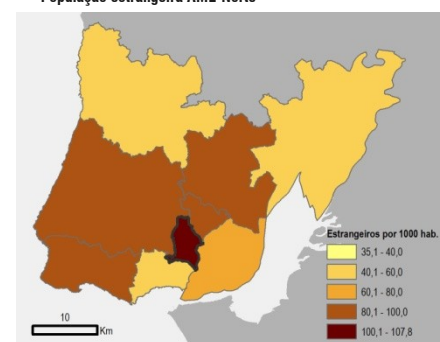 População estrangeira AML-Norte
Estrangeiros por 1000 hab.
35,1 - 40,0
40,1 - 60,0
60,1 - 80,0
80,1 - 100,0
100,1 - 107,8
10
Km